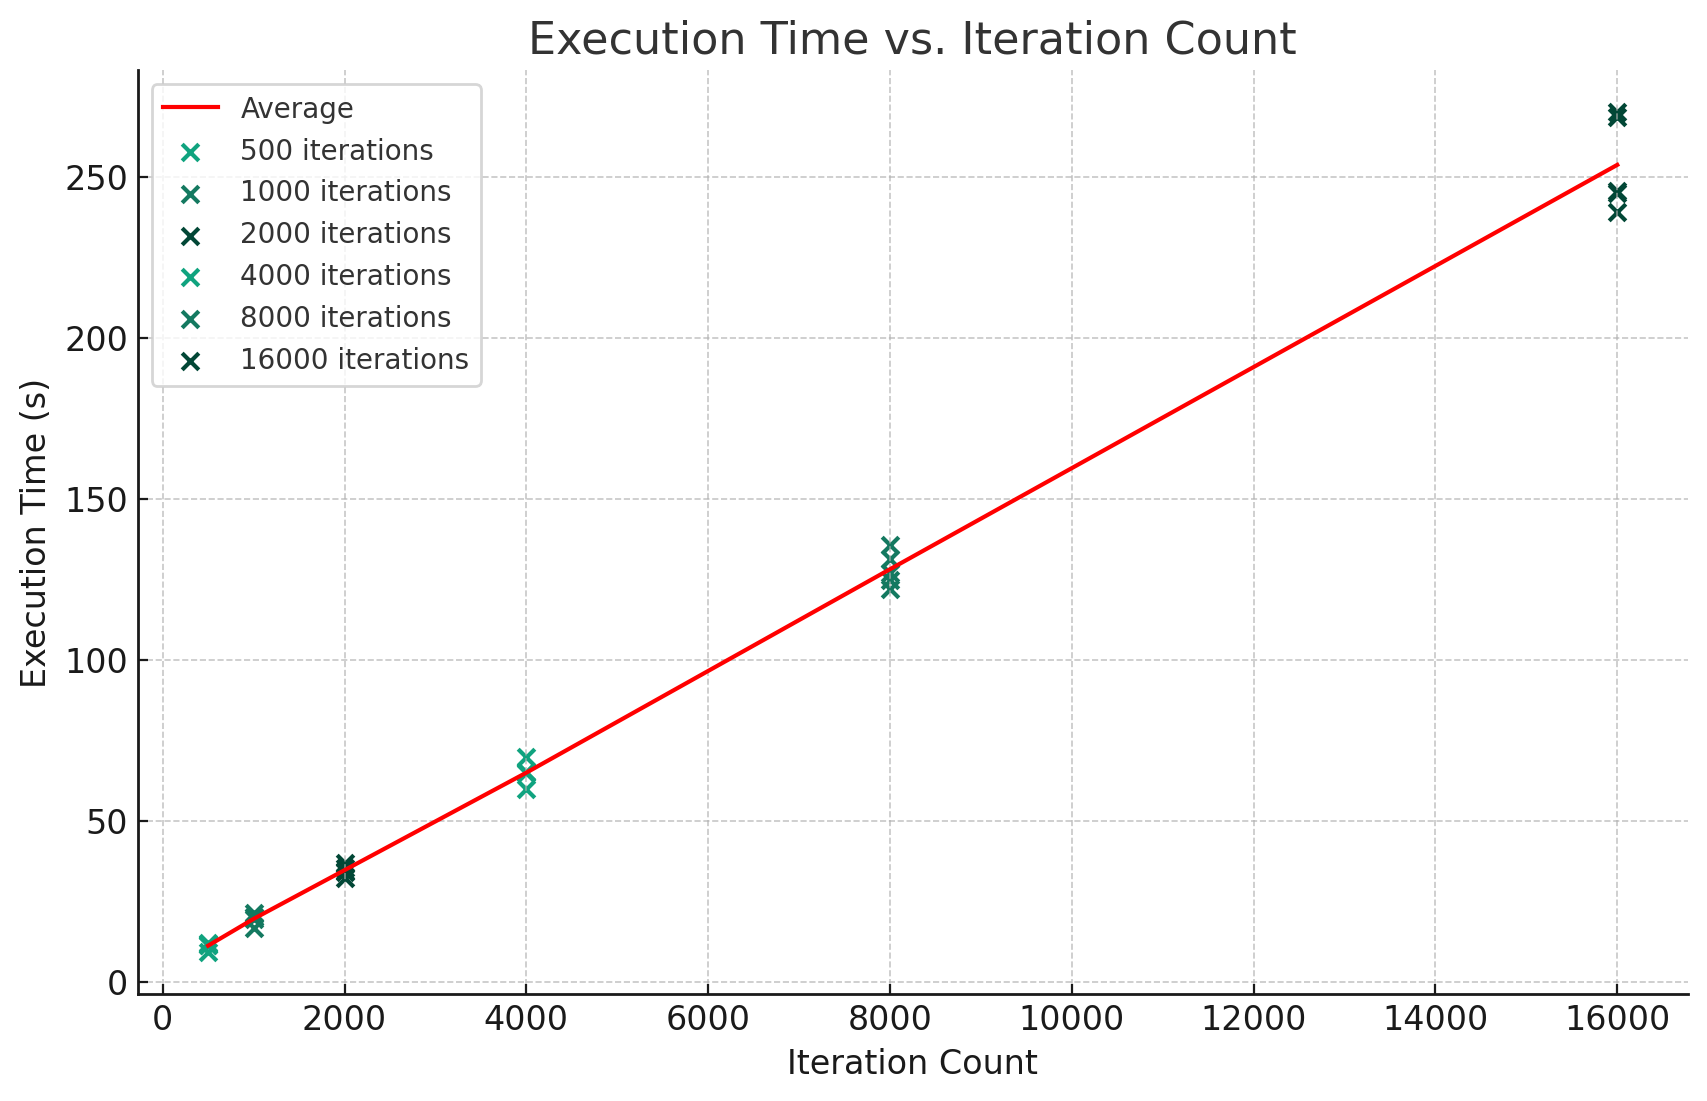 Execution Time vs. Iteration Count
Average
500 iterations
1000 iterations
2000 iterations
4000 iterations
8000 iterations
16000 iterations
250
200
150
100
50
0
Execution Time (s)
0 2000 4000 6000 8000 10000 12000 14000 16000
Iteration Count